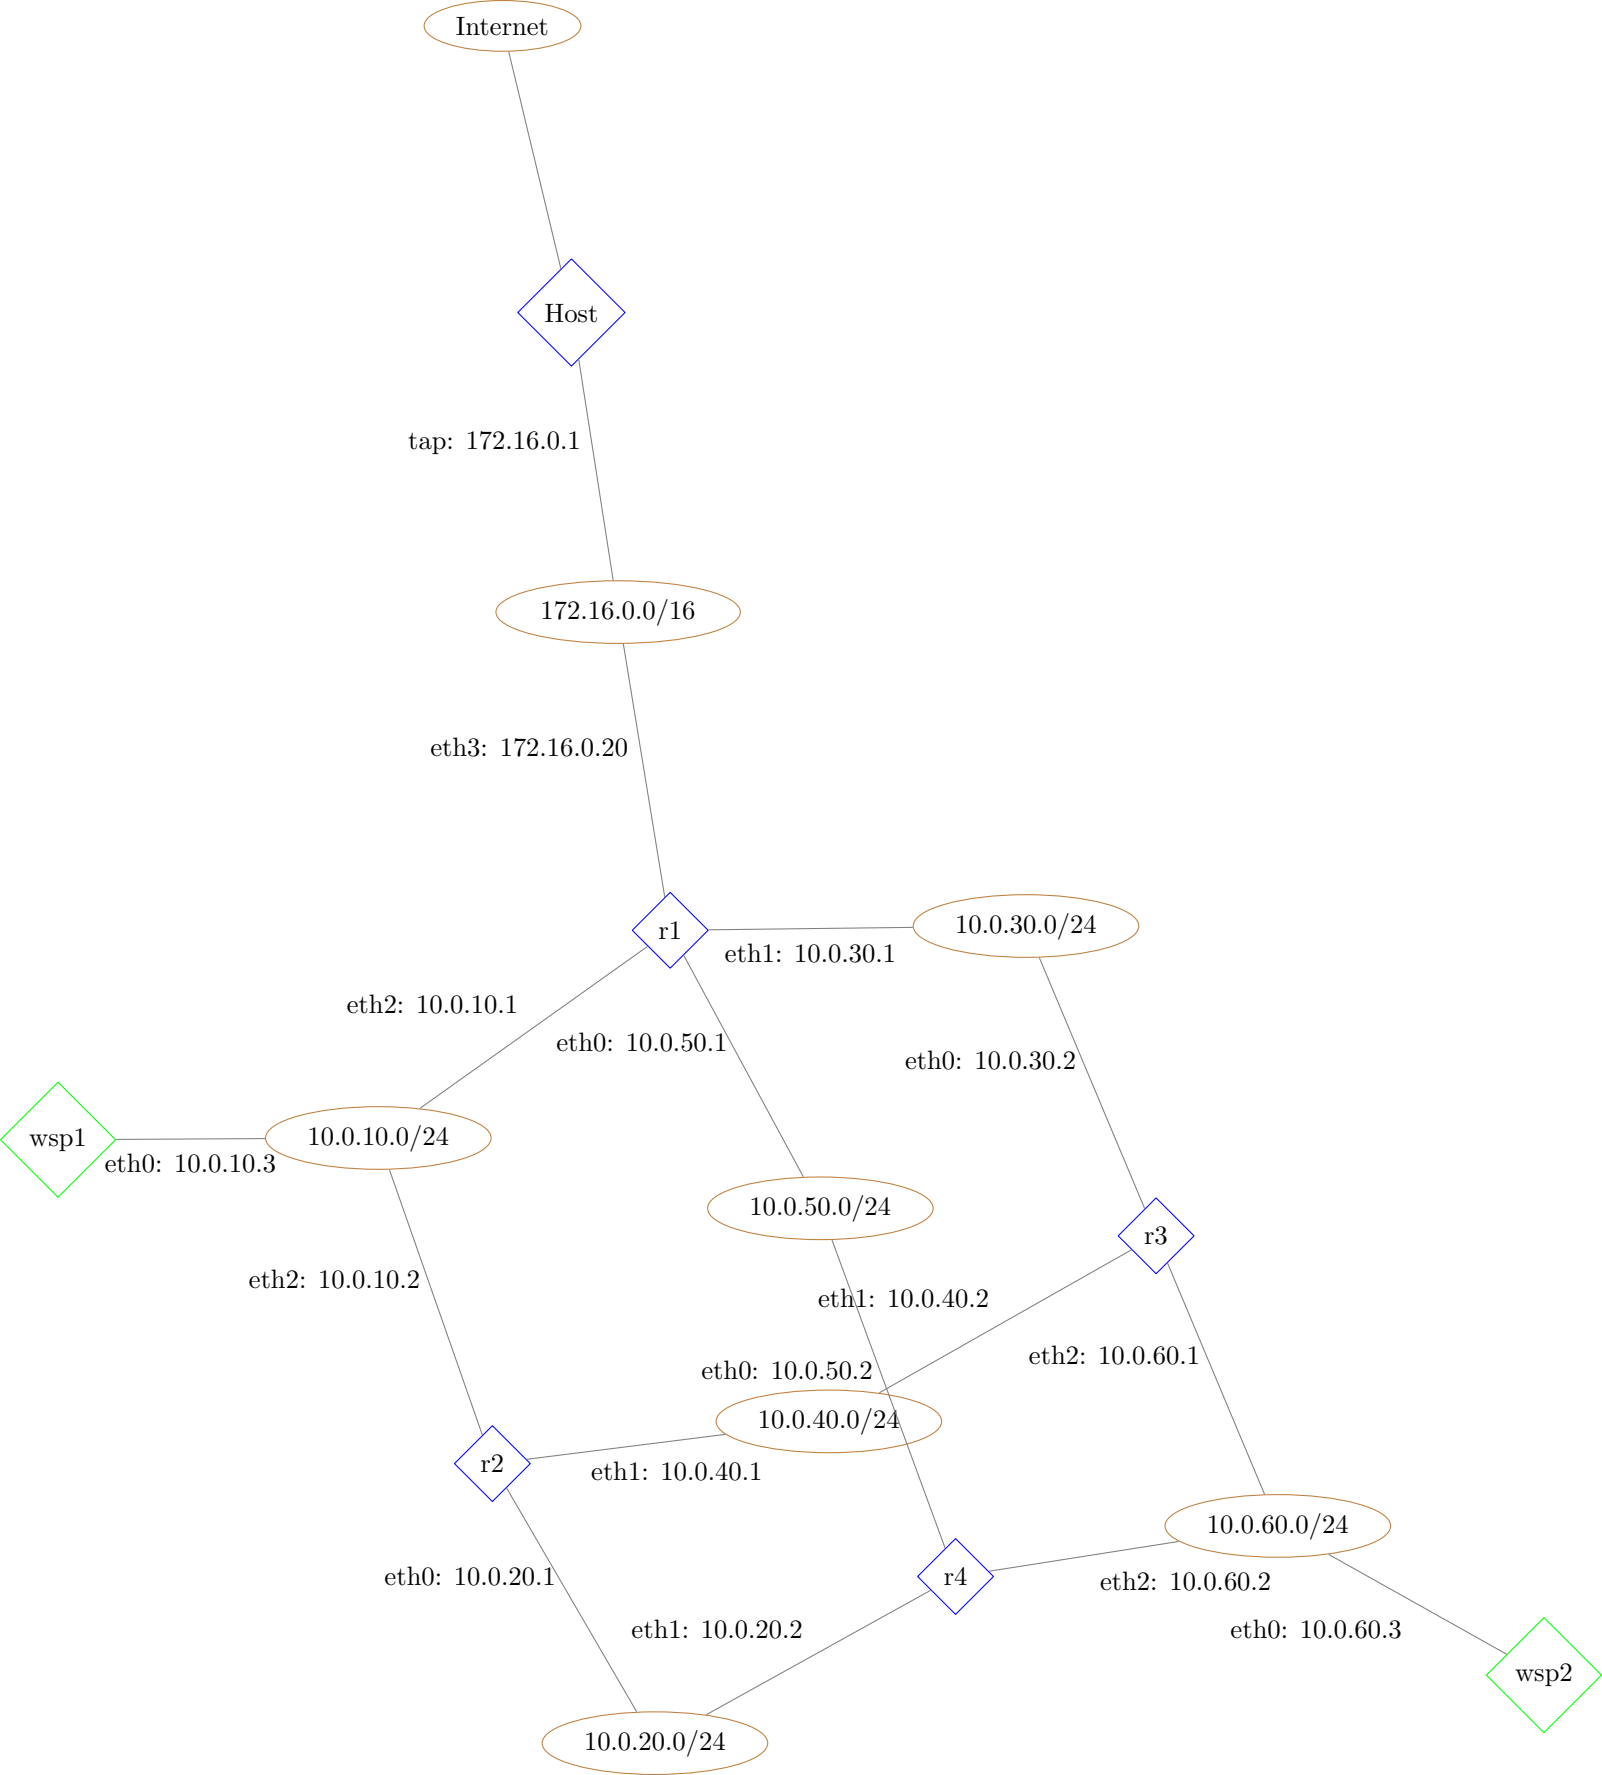 Internet
Host
tap: 172.16.0.1
172.16.0.0/16
eth3: 172.16.0.20
r1
10.0.30.0/24
eth1: 10.0.30.1
eth2: 10.0.10.1
eth0: 10.0.50.1
eth0: 10.0.30.2
wsp1
10.0.10.0/24
eth0: 10.0.10.3
10.0.50.0/24
r3
eth2: 10.0.10.2
eth1: 10.0.40.2
eth2: 10.0.60.1
eth0: 10.0.50.2
10.0.40.0/24
r2
eth1: 10.0.40.1
10.0.60.0/24
eth0: 10.0.20.1
r4
eth2: 10.0.60.2
eth1: 10.0.20.2
eth0: 10.0.60.3
wsp2
10.0.20.0/24